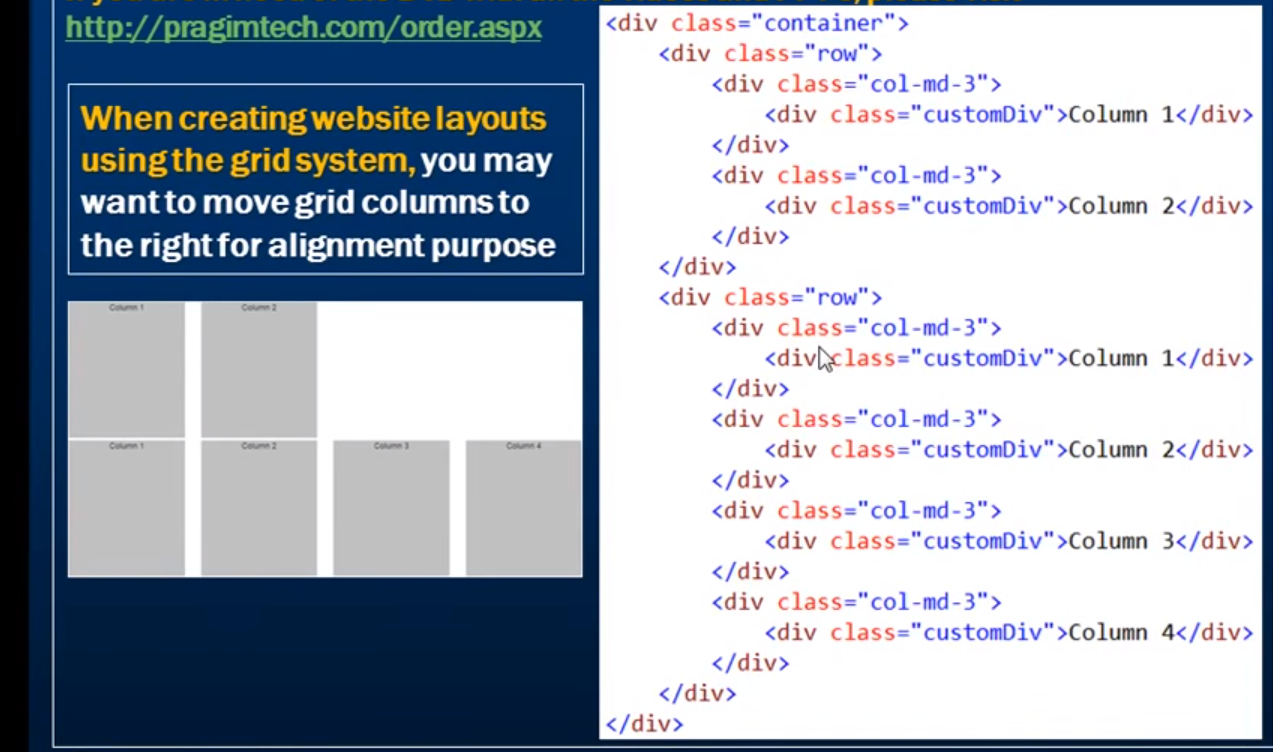 http://pragimtech.com/order.aspx
When creating website layouts
using the grid system, you may
want to move grid columns to
the right for alignment purpose
Column 1 Column 2
Column 1 Column 2 Column 3 Column 4
<div class="container">
<div class="row">
<div class="col-md-3">
<div class="customDiv">Column 1</div>
</div>
<div class="col-md-3">
<div class="customDiv">Column 2</div>
</div>
</div>
<div class="row">
<div class="col-md-3">
<div class="customDiv">Column 1</div>
</div>
<div class="col-md-3">
<div class="customDiv">Column 2</div>
</div>
<div class="col-md-3">
<div class="customDiv">Column 3</div>
</div>
<div class="col-md-3">
<div class="customDiv">Column 4</div>
</div>
</div>
</div>